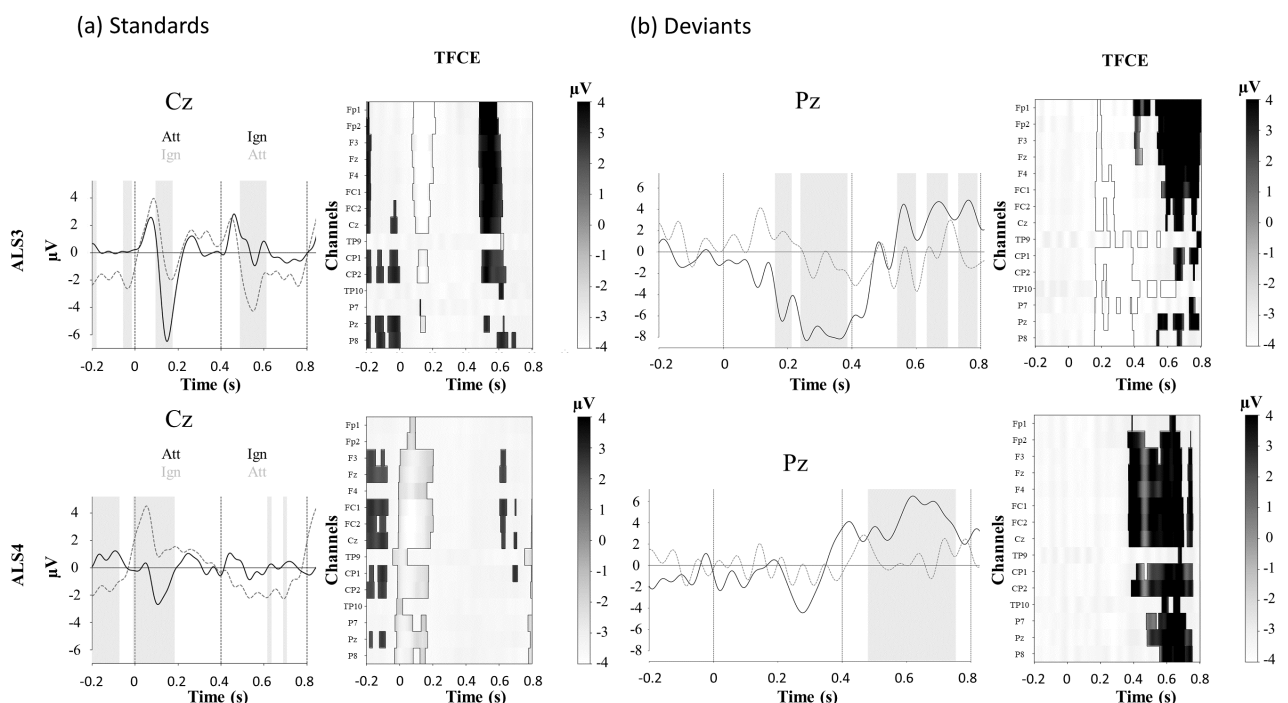 (a) Standards
(b) Deviants
ALS3
Cz
Att Ign
Ign Att
µV
4
2
0
-2
-4
-6
-0.2 0 0.2 0.4 0.6 0.8
Time (s)
TFCE
Channels
Fp1
Fp2
F3
Fz
F4
FC1
FC2
Cz
TP9
CP1
CP2
TP10
P7
Pz
P8
-0.2 0 0.2 0.4 0.6 0.8
Time (s)
µV
4
3
2
1
0
-1
-2
-3
-4
Pz
6
4
2
0
-2
-4
-6
-8
-0.2 0.0 0.2 0.4 0.6 0.8
Time (s)
TFCE
Channels
Fp1
Fp2
F3
Fz
F4
FC1
FC2
Cz
TP9
CP1
CP2
TP10
P7
Pz
P8
-0.2 0 0.2 0.4 0.6 0.8
Time (s)
µV
4
3
2
1
0
-1
-2
-3
-4
ALS4
Cz
Att Ign
Ign Att
µV
4
2
0
-2
-4
-6
-0.2 0 0.2 0.4 0.6 0.8
Time (s)
Channels
Fp1
Fp2
F3
Fz
F4
FC1
FC2
Cz
TP9
CP1
CP2
TP10
P7
Pz
P8
-0.2 0 0.2 0.4 0.6 0.8
Time (s)
µV
4
3
2
1
0
-1
-2
-3
-4
Pz
6
4
2
0
-2
-4
-6
-8
-0.2 0.0 0.2 0.4 0.6 0.8
Time (s)
Channels
Fp1
Fp2
F3
Fz
F4
FC1
FC2
Cz
TP9
CP1
CP2
TP10
P7
Pz
P8
-0.2 0 0.2 0.4 0.6 0.8
Time (s)
µV
4
3
2
1
0
-1
-2
-3
-4